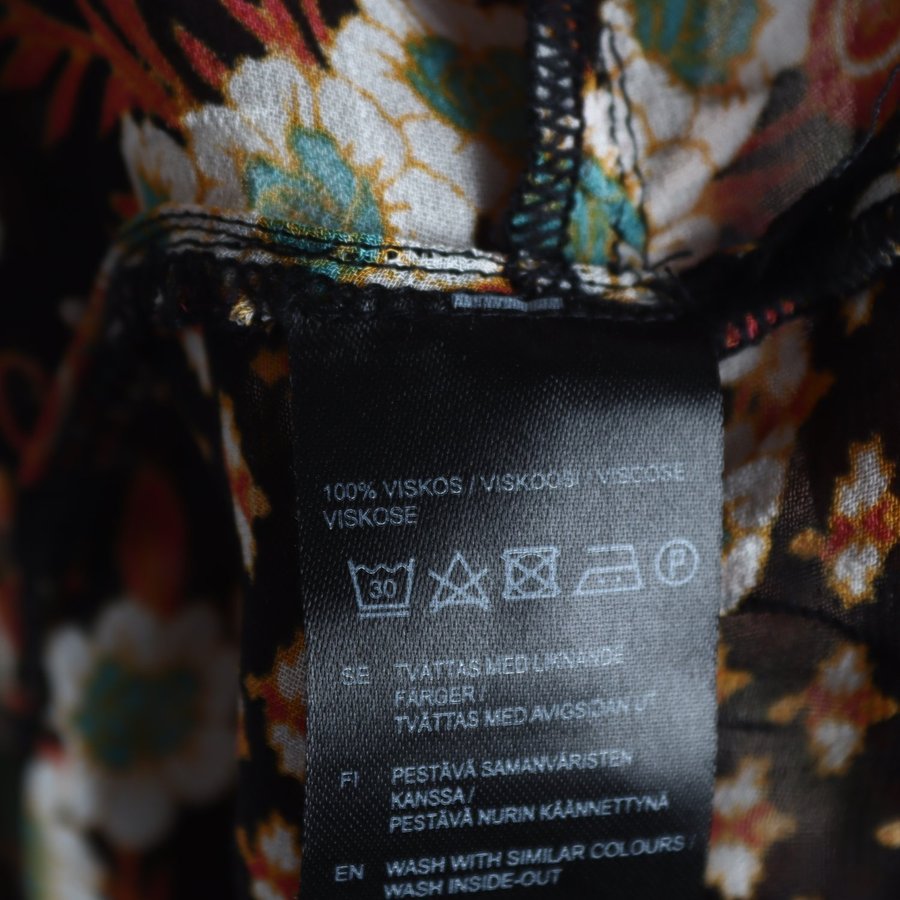 100% VISKOS / VISKOOSI / VISCOSE
VISKOSE
30 P
SE TVÄTTAS MED LIKNANDE
FÄRGER /
TVÄTTAS MED AVIGSIDAN UT
FI PESTÄVÄ SAMANVÄRISTEN
KANSSA /
PESTÄVÄ NURIN KÄÄNNETTYNÄ
EN WASH WITH SIMILAR COLOURS /
WASH INSIDE-OUT